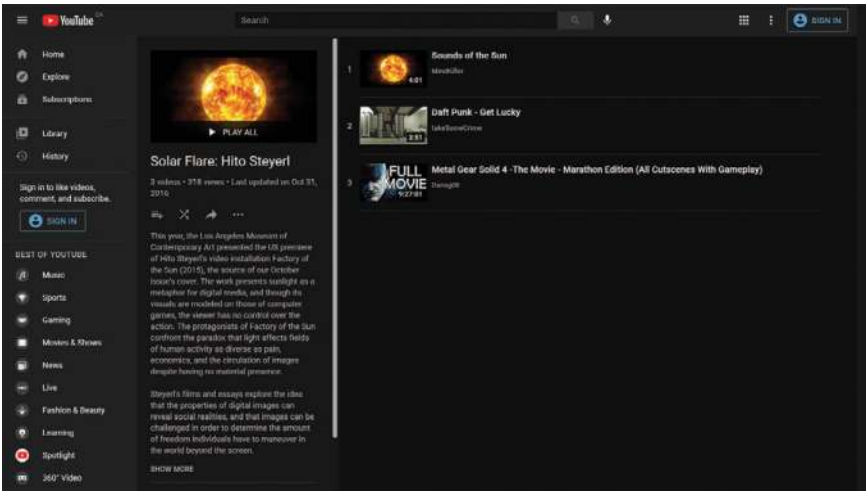 YouTube CA
Search
SIGN IN
Home
Explore
Subscriptions
Library
History
Sign in to like videos,
comment, and subscribe.
SIGN IN
BEST OF YOUTUBE
Music
Sports
Gaming
Movies & Shows
News
Live
Fashion & Beauty
Learning
Spotlight
360° Video
PLAY ALL
Solar Flare: Hito Steyerl
3 videos • 318 views • Last updated on Oct 31,
2016
This year, the Los Angeles Museum of
Contemporary Art presented the US premiere
of Hito Steyerl's video installation Factory of
the Sun (2015), the source of our October
issue's cover. The work presents sunlight as a
metaphor for digital media, and though its
visuals are modeled on those of computer
games, the viewer has no control over the
action. The protagonists of Factory of the Sun
confront the paradox that light affects fields
of human activity as diverse as pain,
economics, and the circulation of images
despite having no material presence.
Steyerl's films and essays explore the idea
that the properties of digital images can
reveal social realities, and that images can be
challenged in order to determine the amount
of freedom individuals have to maneuver in
the world beyond the screen.
SHOW MORE
1
4:01
Sounds of the Sun
2
3:51
Daft Punk - Get Lucky
3
FULL
MOVIE
9:27:01
Metal Gear Solid 4 -The Movie - Marathon Edition (All Cutscenes With Gameplay)